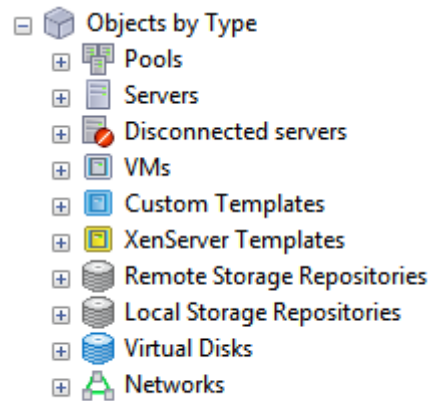 Objects by Type
Pools
Servers
Disconnected servers
VMs
Custom Templates
XenServer Templates
Remote Storage Repositories
Local Storage Repositories
Virtual Disks
Networks